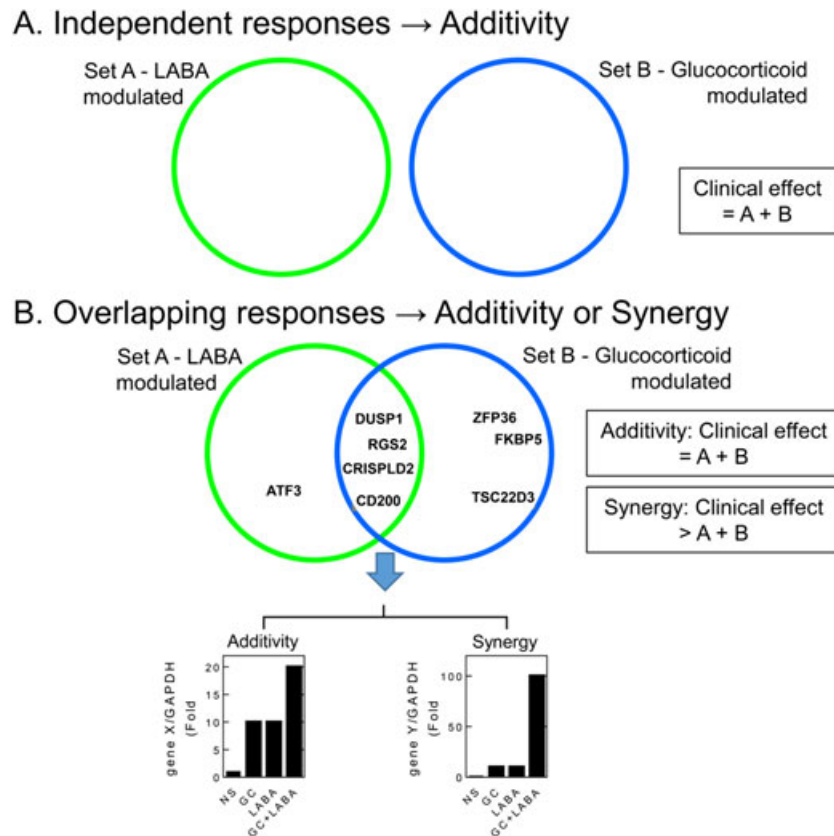 A. Independent responses → Additivity
Set A - LABA
modulated
Set B - Glucocorticoid
modulated
Clinical effect
= A + B
B. Overlapping responses → Additivity or Synergy
Set A - LABA
modulated
Set B - Glucocorticoid
modulated
DUSP1
RGS2
CRISPLD2
CD200
ATF3
ZFP36
FKBP5
TSC22D3
Additivity: Clinical effect
= A + B
Synergy: Clinical effect
> A + B
Additivity
gene X/GAPDH
(Fold
20
15
10
5
0
NS
GC
LABA
GC+LABA
Synergy
gene Y/GAPDH
(Fold
100
50
0
NS
GC
LABA
GC+LABA